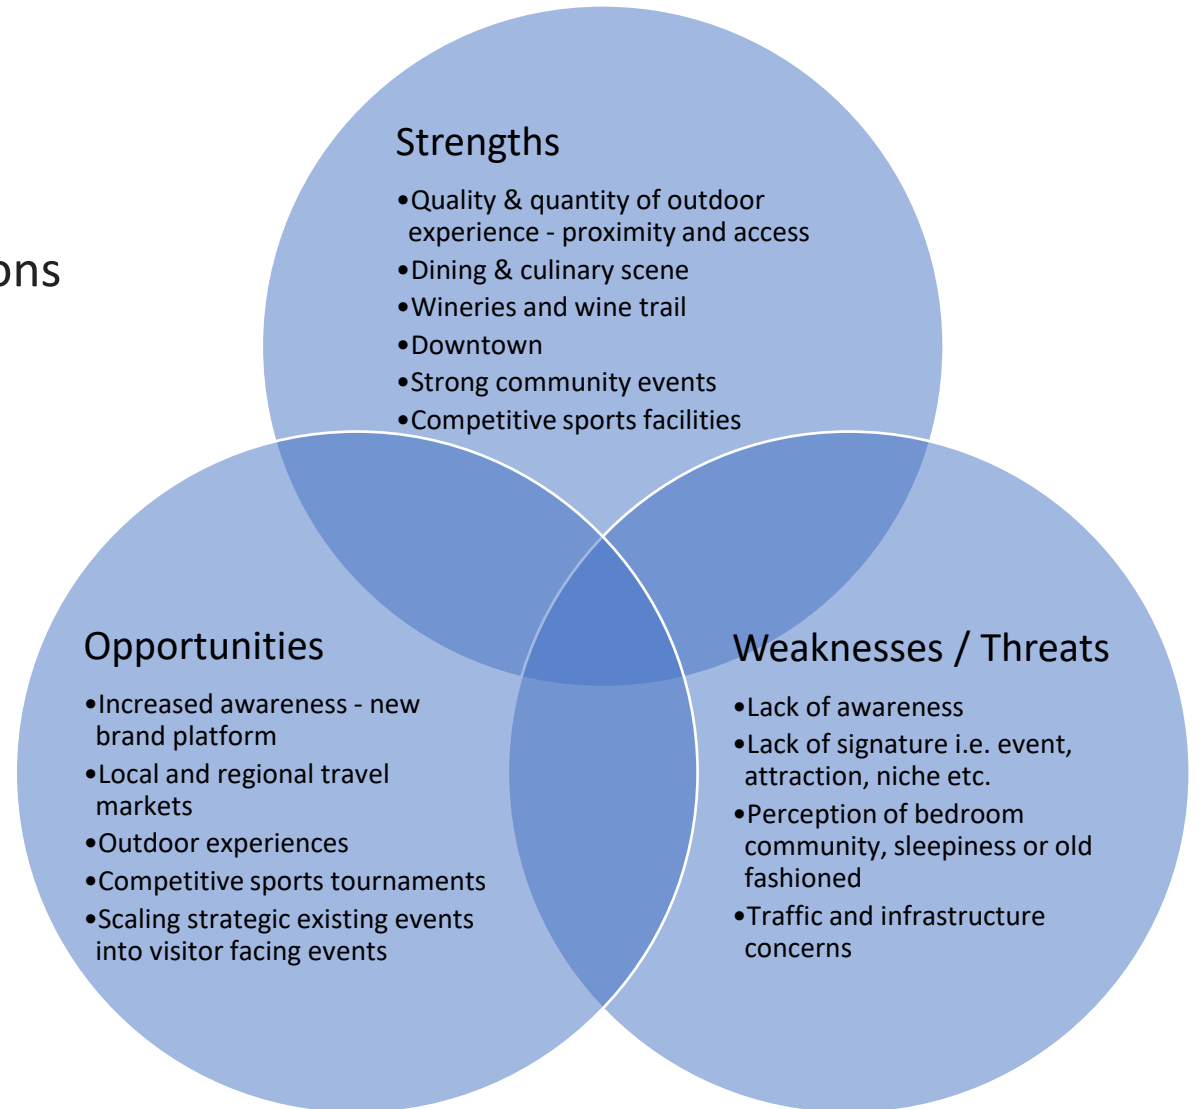 ons
Strengths
•Quality & quantity of outdoor
experience - proximity and access
•Dining & culinary scene
•Wineries and wine trail
•Downtown
•Strong community events
•Competitive sports facilities
Opportunities
•Increased awareness - new
brand platform
•Local and regional travel
markets
•Outdoor experiences
•Competitive sports tournaments
•Scaling strategic existing events
into visitor facing events
Weaknesses / Threats
•Lack of awareness
•Lack of signature i.e. event,
attraction, niche etc.
•Perception of bedroom
community, sleepiness or old
fashioned
•Traffic and infrastructure
concerns